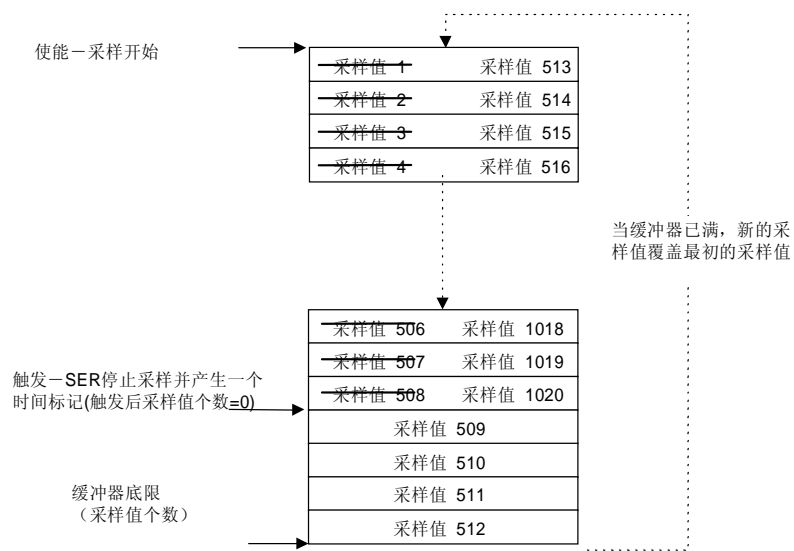 使能－采样开始
采样值 1 采样值 513
采样值 2 采样值 514
采样值 3 采样值 515
采样值 4 采样值 516
当缓冲器已满，新的采
样值覆盖最初的采样值
采样值 506 采样值 1018
采样值 507 采样值 1019
采样值 508 采样值 1020
触发－SER停止采样并产生一个
时间标记(触发后采样值个数=0)
采样值 509
采样值 510
采样值 511
采样值 512
缓冲器底限
（采样值个数）